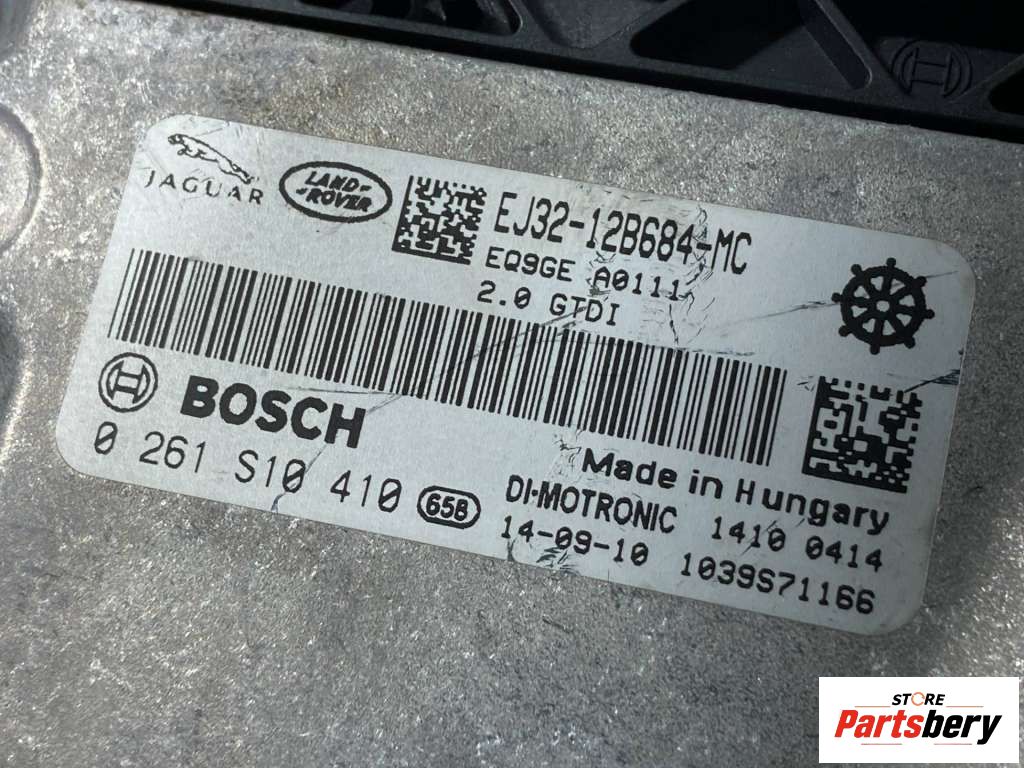 JAGUAR
LAND-
-ROVER
EJ32-12B684-MC
EQ9GE A0111
2.0 GTDI
BOSCH
0 261 S10 410 65B
Made in Hungary
DI-MOTRONIC 1410 0414
14-09-10 1039S71166
STORE
Partsbery